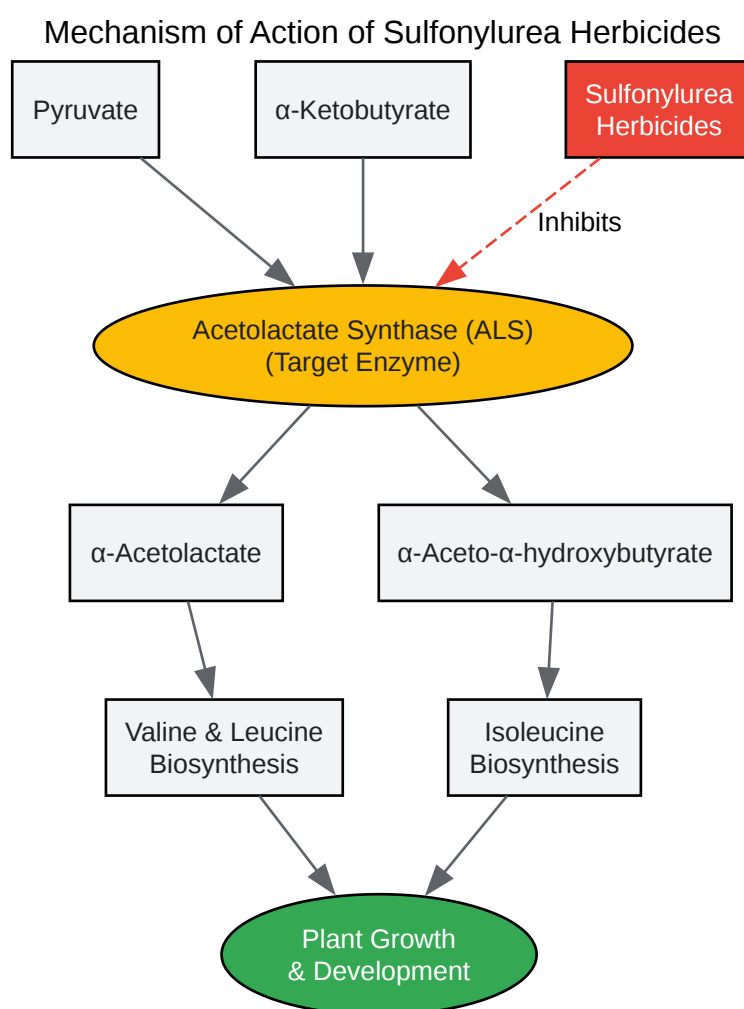 Mechanism of Action of Sulfonylurea Herbicides
Pyruvate
α-Ketobutyrate
Sulfonylurea
Herbicides
Inhibits
Acetolactate Synthase (ALS)
(Target Enzyme)
α-Acetolactate
α-Aceto-α-hydroxybutyrate
Valine & Leucine
Biosynthesis
Isoleucine
Biosynthesis
Plant Growth
& Development